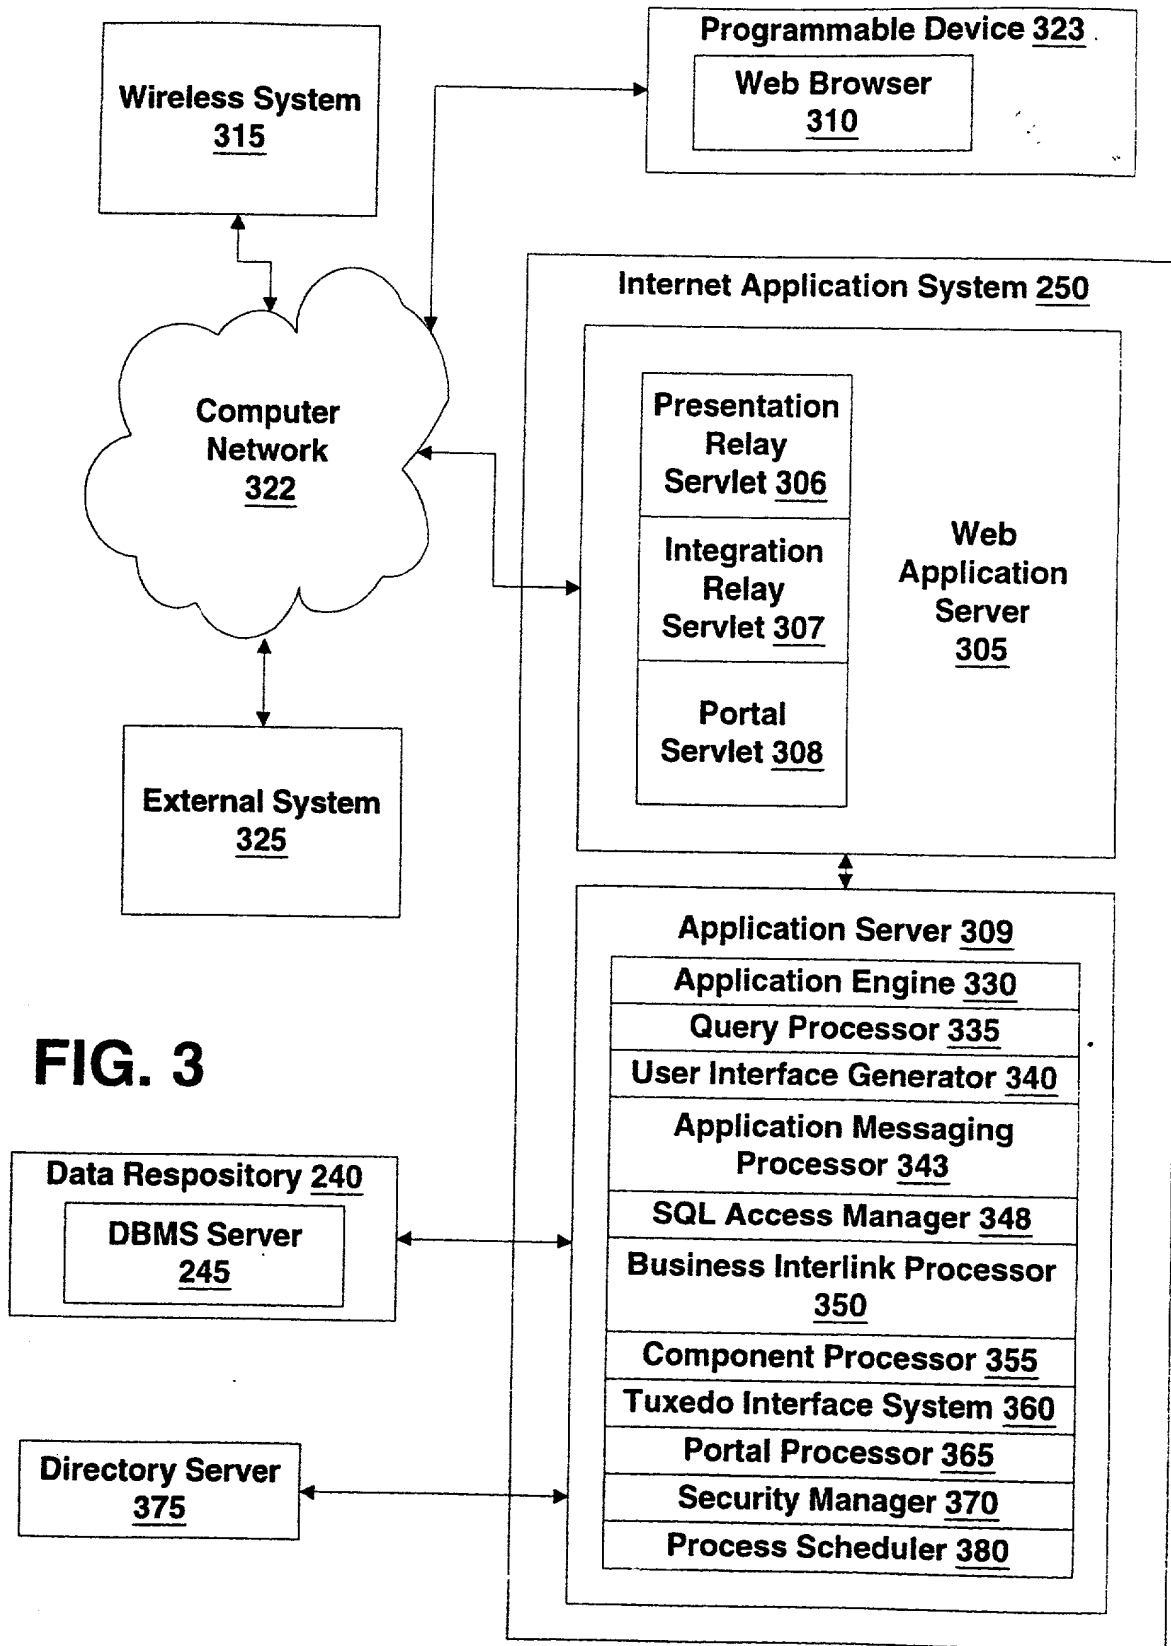 Programmable Device 323
Web Browser
310
Wireless System
315
Internet Application System 250
Computer
Network
322
Presentation
Relay
Servlet 306
Integration
Relay
Servlet 307
Portal
Servlet 308
Web
Application
Server
305
External System
325
Application Server 309
Application Engine 330
Query Processor 335
User Interface Generator 340
Application Messaging
Processor 343
SQL Access Manager 348
Business Interlink Processor
350
Component Processor 355
Tuxedo Interface System 360
Portal Processor 365
Security Manager 370
Process Scheduler 380
FIG. 3
Data Respository 240
DBMS Server
245
Directory Server
375